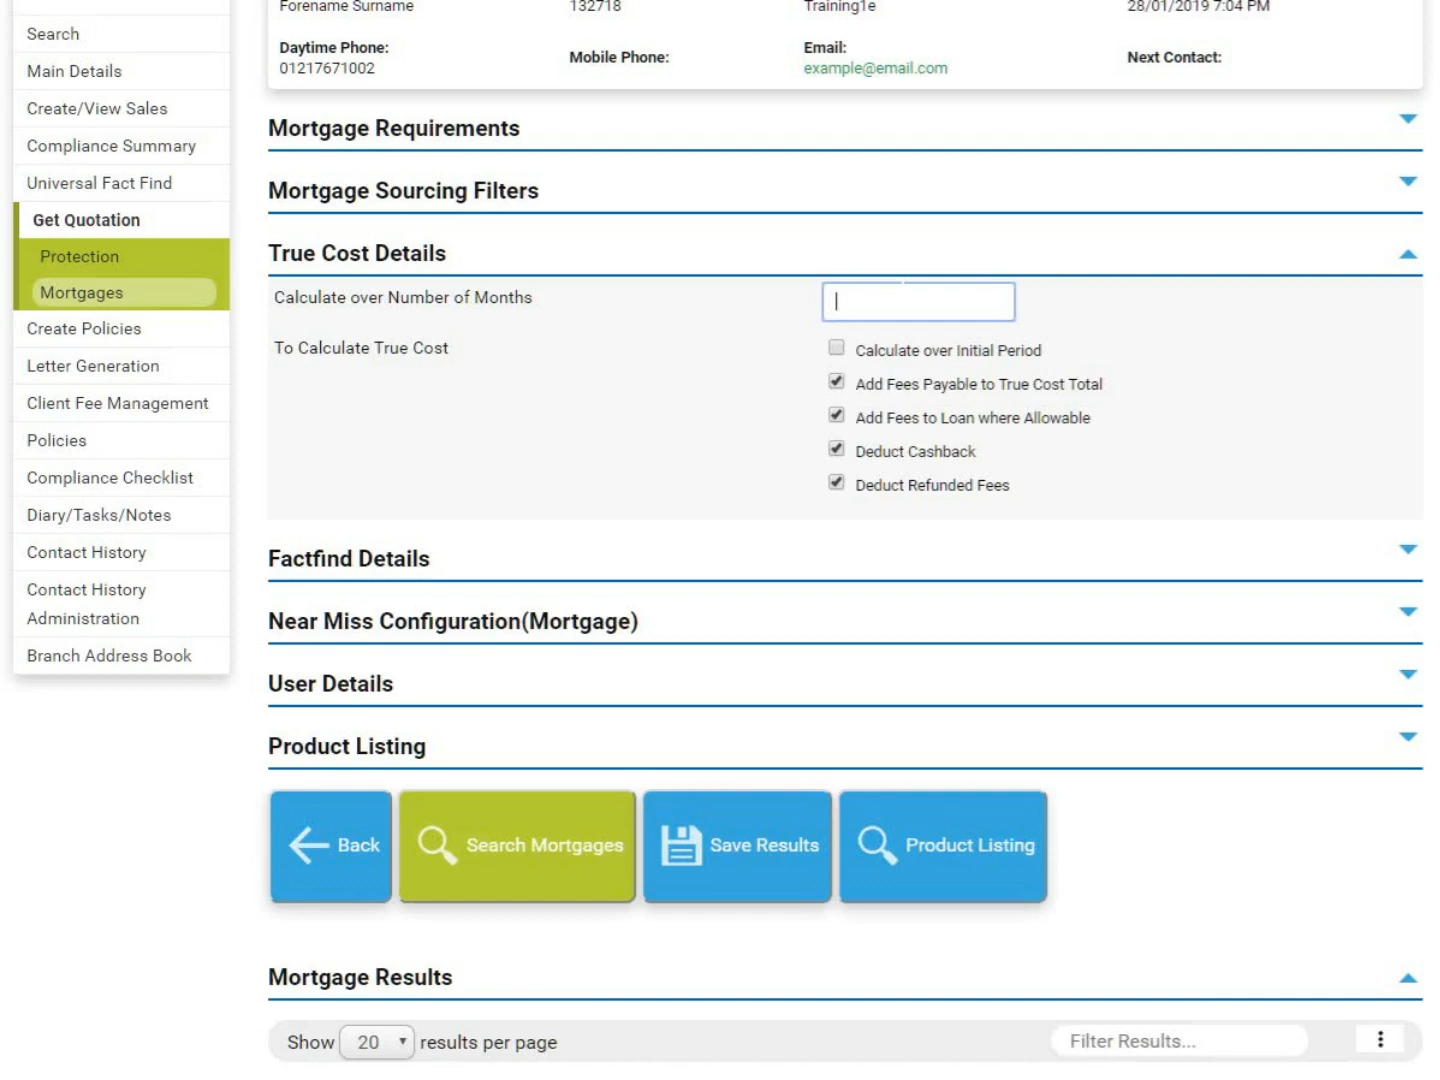 Search
Main Details
Create/View Sales
Compliance Summary
Universal Fact Find
Get Quotation
Protection
Mortgages
Create Policies
Letter Generation
Client Fee Management
Policies
Compliance Checklist
Diary/Tasks/Notes
Contact History
Contact History
Administration
Branch Address Book
Forename Surname
132718
Training1e
28/01/2019 7:04 PM
Daytime Phone:
01217671002
Mobile Phone:
Email:
example@email.com
Next Contact:
Mortgage Requirements
Mortgage Sourcing Filters
True Cost Details
Calculate over Number of Months
To Calculate True Cost
Calculate over Initial Period
Add Fees Payable to True Cost Total
Add Fees to Loan where Allowable
Deduct Cashback
Deduct Refunded Fees
Factfind Details
Near Miss Configuration(Mortgage)
User Details
Product Listing
Back
Search Mortgages
Save Results
Product Listing
Mortgage Results
Show 20 results per page
Filter Results...